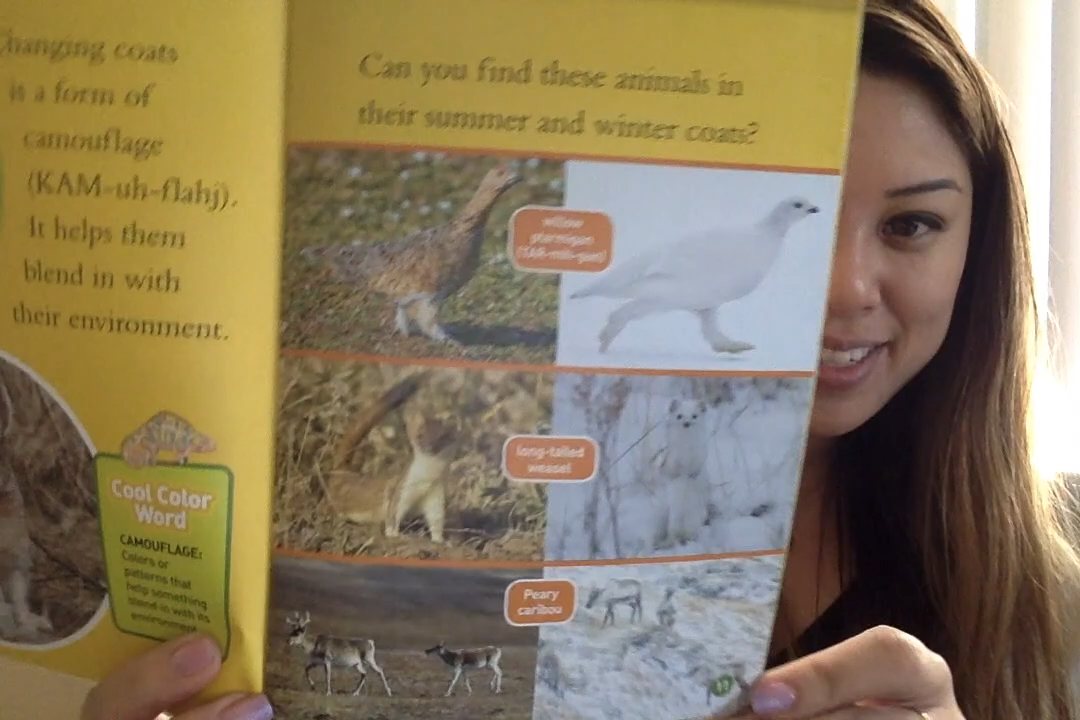 Changing coats
is a form of
camouflage
(KAM-uh-flahj).
It helps them
blend in with
their environment.
Cool Color
Word
CAMOUFLAGE:
Colors or
patterns that
help something
blend in with its
environment
Can you find these animals in
their summer and winter coats?
willow
ptarmigan
(TAR-mih-gun)
long-tailed
weasel
Peary
caribou